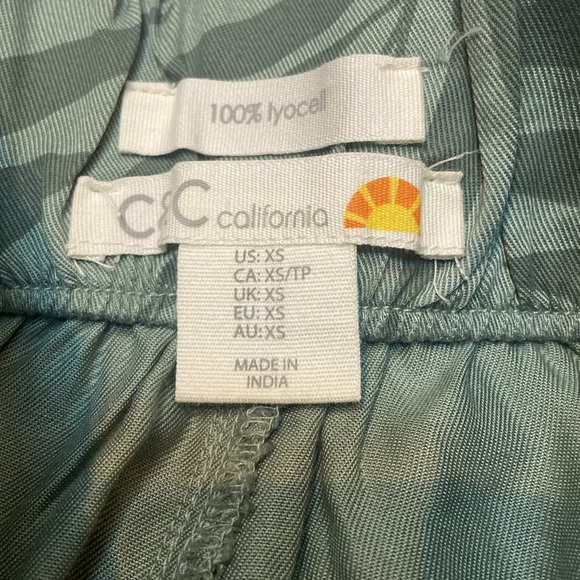 100% lyocell
C&C california
US: XS
CA: XS/TP
UK: XS
EU: XS
AU: XS
MADE IN
INDIA